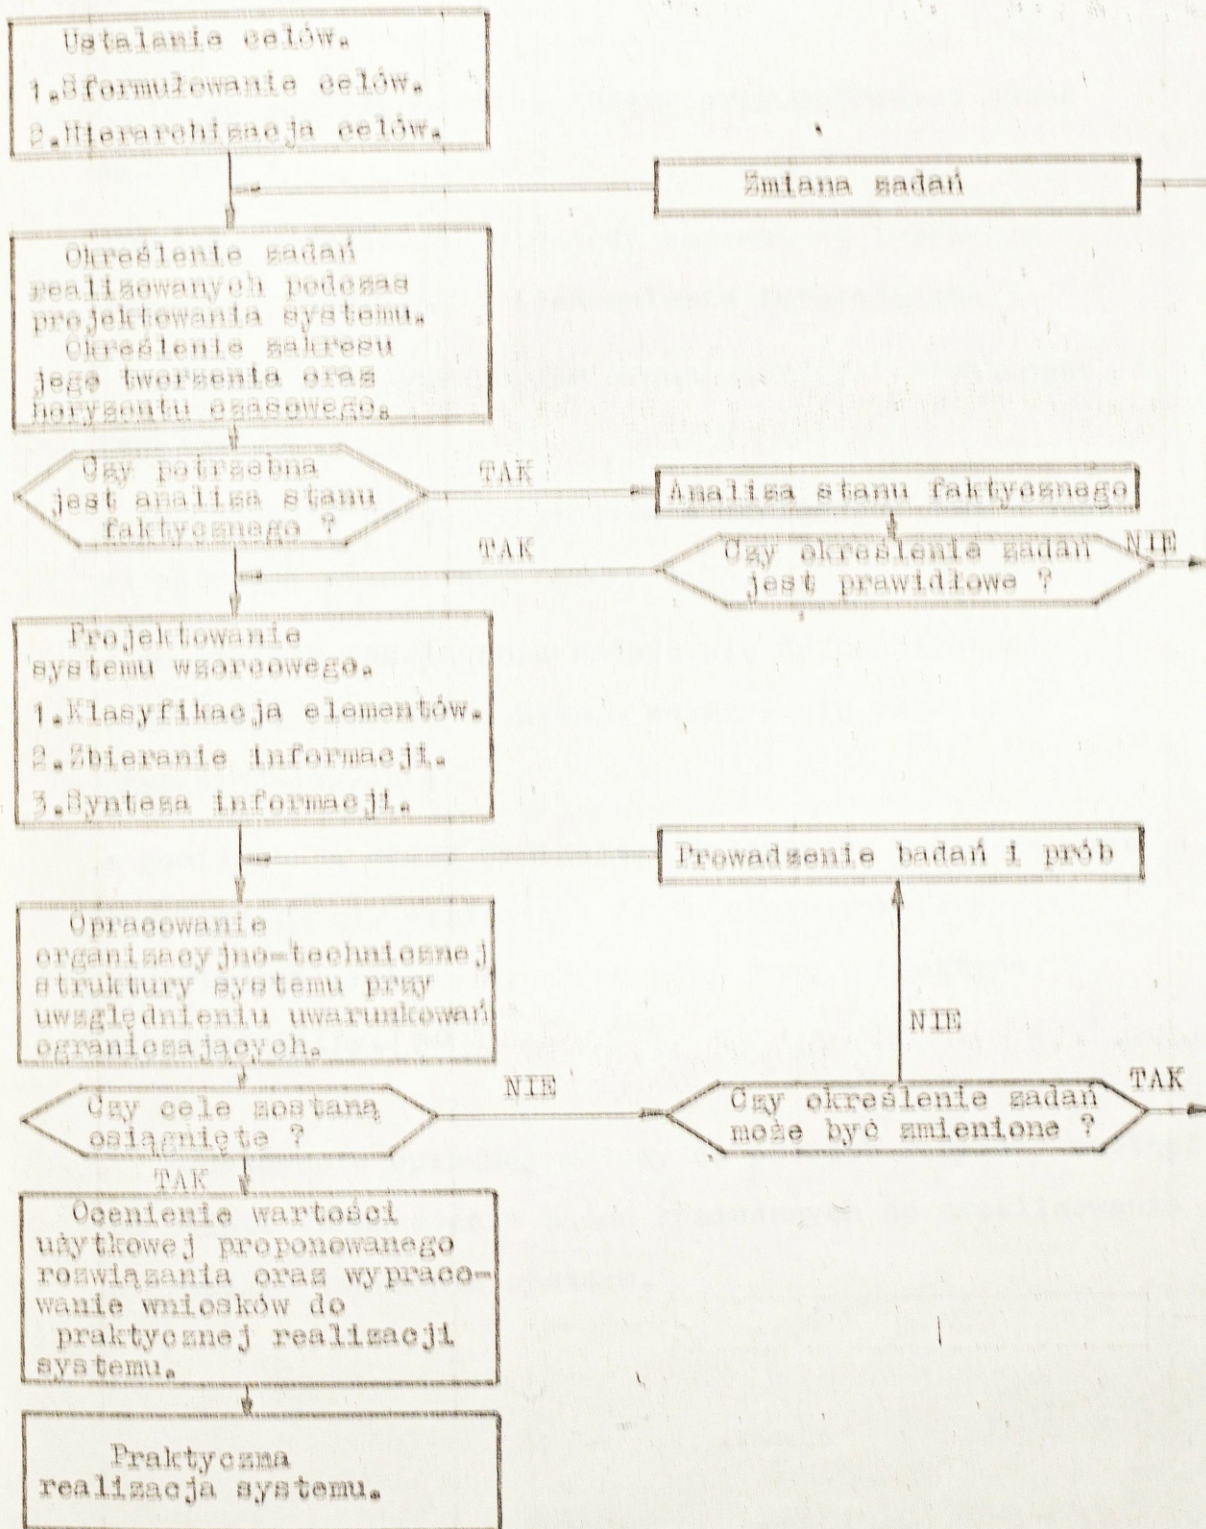 Ustalanie celów.
1.Sformułowanie celów.
2.Hierarchizacja celów.
Zmiana zadań
Określenie zadań
realizowanych podczas
projektowania systemu.
Określenie zakresu
jego tworzenia oraz
horyzontu czasowego.
Czy potrzebna
jest analiza stanu
faktycznego ?
TAK
Analiza stanu faktycznego
TAK
Czy określenie zadań
jest prawidłowe ?
NIE
Projektowanie
systemu wzorcowego.
1.Klasyfikacja elementów.
2.Zbieranie informacji.
3.Synteza informacji.
Prowadzenie badań i prób
Opracowanie
organizacyjno-technicznej
struktury systemu przy
uwzględnieniu uwarunkowań
ograniczających.
NIE
Czy cele zostaną
osiągnięte ?
NIE
Czy określenie zadań
może być zmienione ?
TAK
TAK
Ocenienie wartości
użytkowej proponowanego
rozwiązania oraz wypraco-
wanie wniosków do
praktycznej realizacji
systemu.
Praktyczna
realizacja systemu.